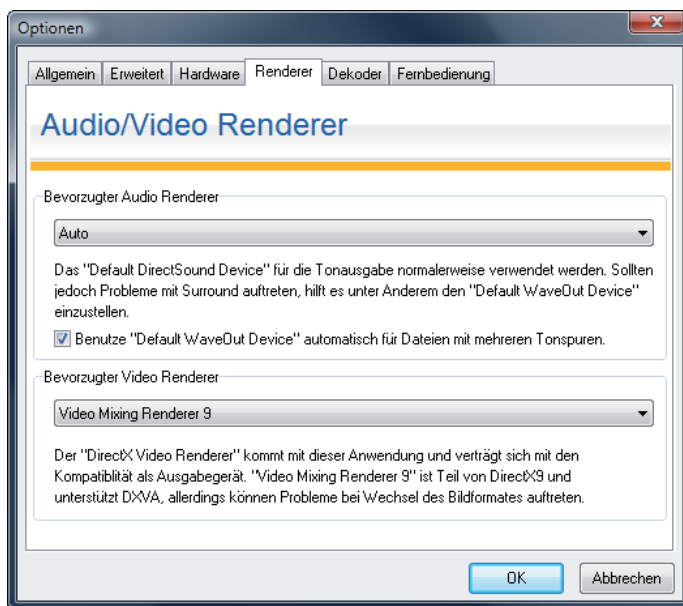 Optionen
Allgemein Erweitert Hardware Renderer Dekoder Fernbedienung
Audio/Video Renderer
Bevorzugter Audio Renderer
Auto
Das "Default DirectSound Device" für die Tonausgabe normalerweise verwendet werden. Sollten
jedoch Probleme mit Surround auftreten, hilft es unter Anderem den "Default WaveOut Device"
einzustellen.
Benutze "Default WaveOut Device" automatisch für Dateien mit mehreren Tonspuren.
Bevorzugter Video Renderer
Video Mixing Renderer 9
Der "DirectX Video Renderer" kommt mit dieser Anwendung und verträgt sich mit den
Kompatiblität als Ausgabegerät. "Video Mixing Renderer 9" ist Teil von DirectX9 und
unterstützt DXVA, allerdings können Probleme bei Wechsel des Bildformates auftreten.
OK Abbrechen